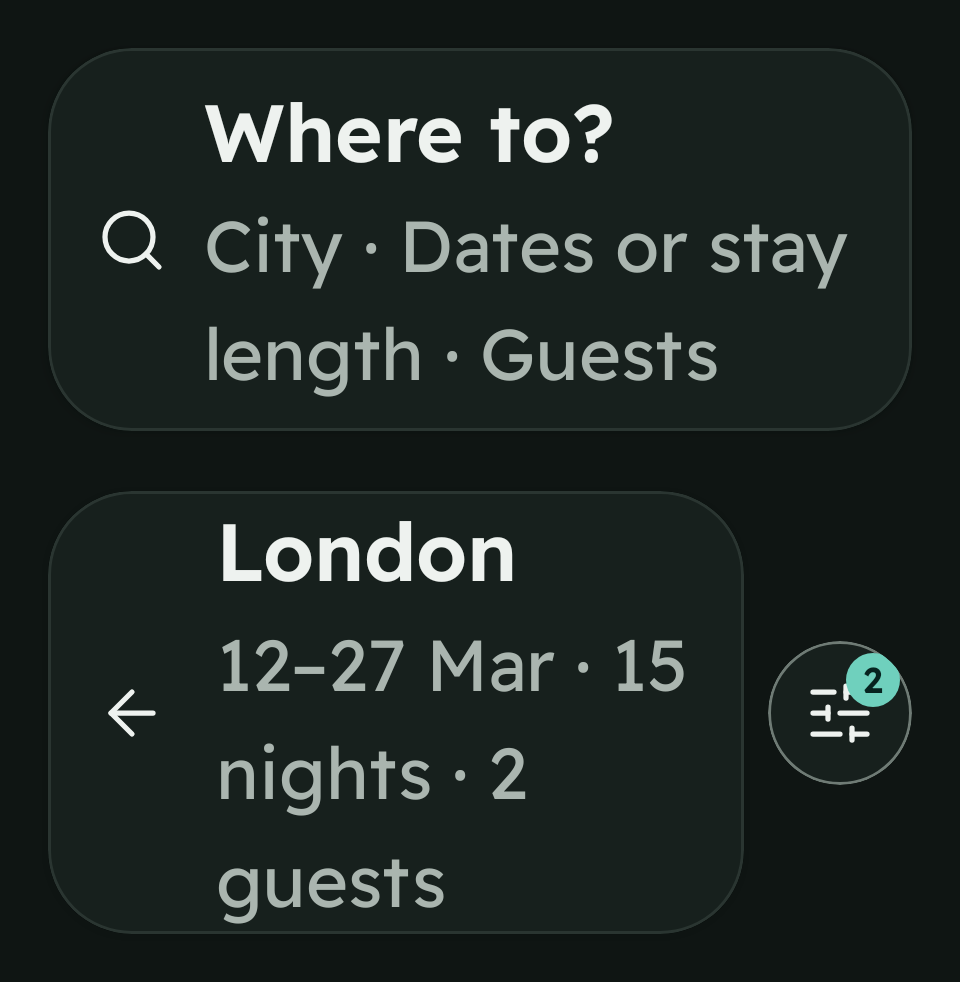 Where to?
City · Dates or stay
length · Guests
London
12–27 Mar · 15
nights · 2
guests
2